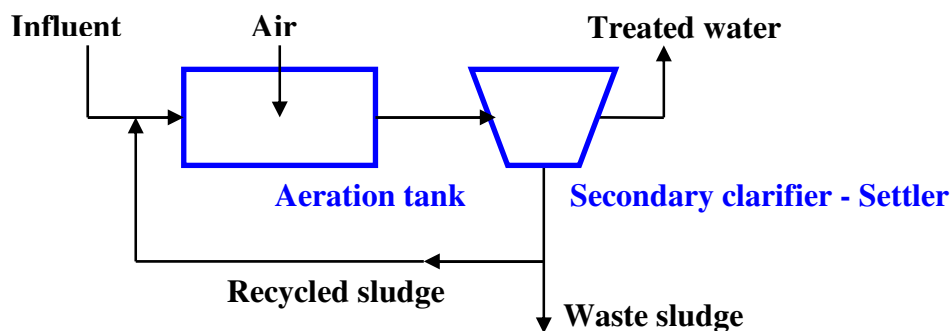 Influent
Air
Treated water
Aeration tank
Secondary clarifier - Settler
Recycled sludge
Waste sludge